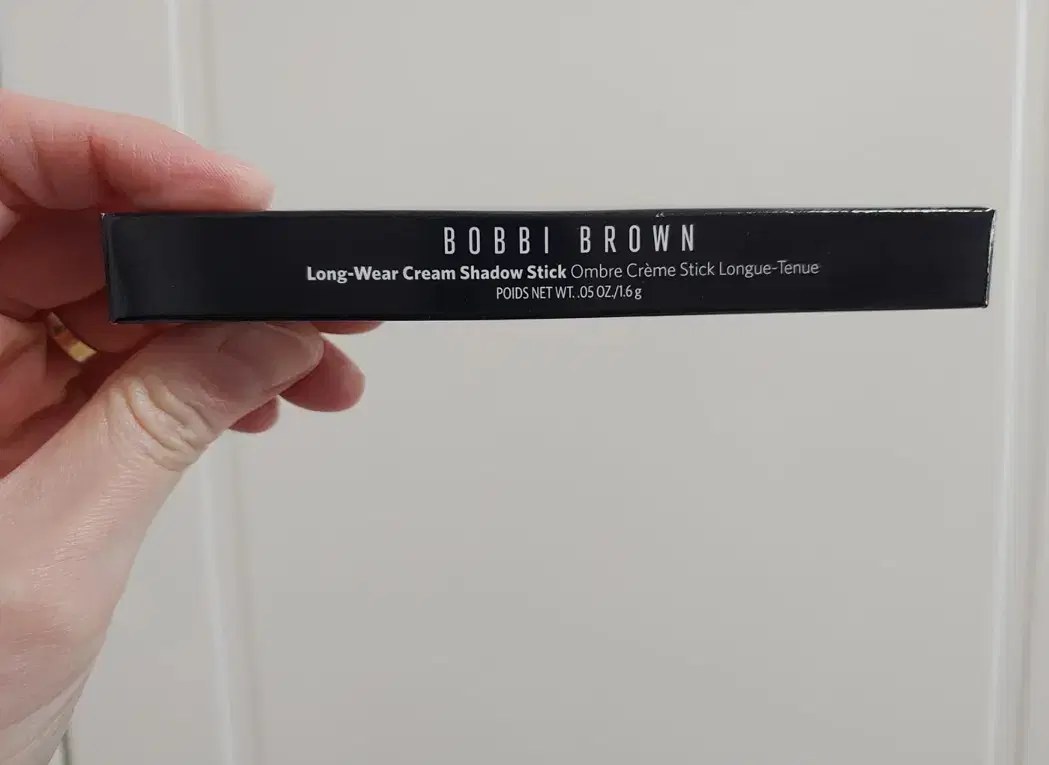 BOBBI BROWN
Long-Wear Cream Shadow Stick Ombre Crème Stick Longue-Tenue
POIDS NET WT. .05 OZ./1.6 g